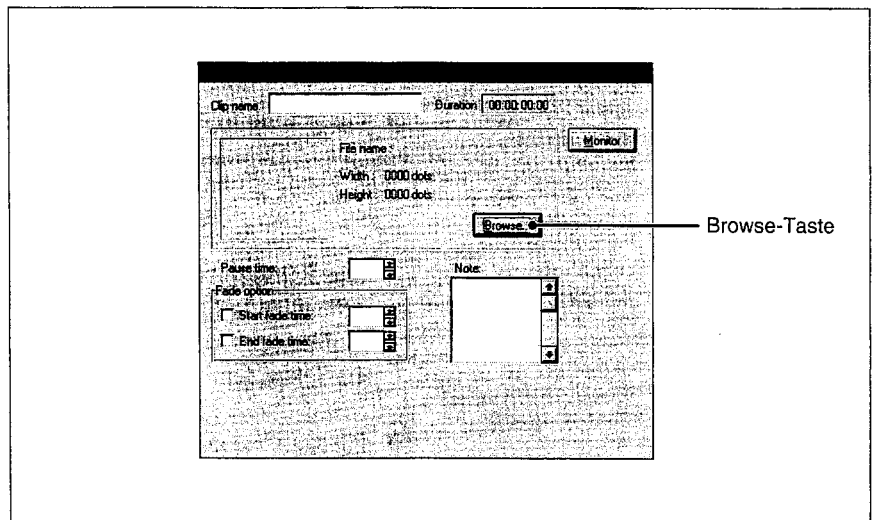 Clip name: Duration 00:00:00:00
Monitor
File name
Width : 0000 dots
Height : 0000 dots
Browse... Browse-Taste
Pause time: Note:
Fade option
Start fade time:
End fade time: